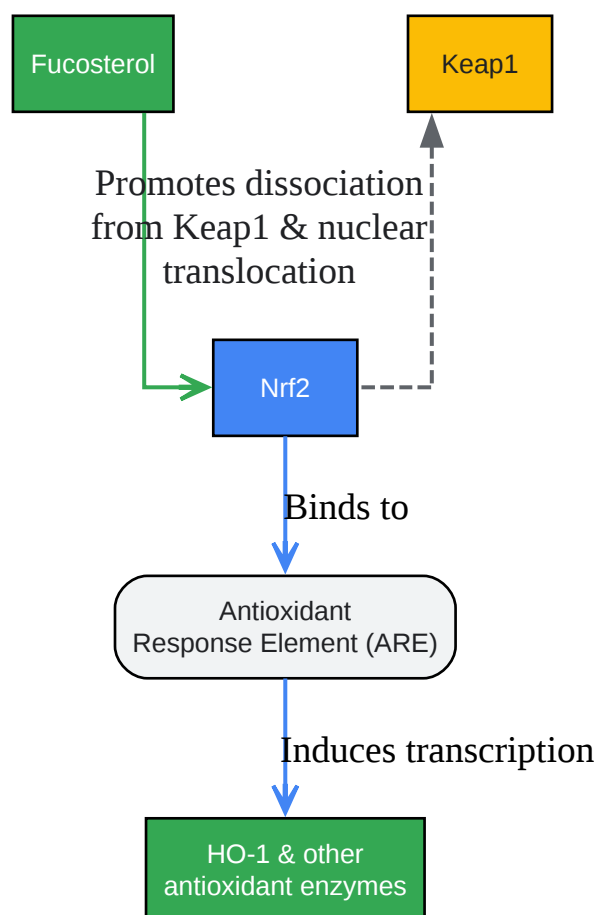 Fucosterol
Keap1
Promotes dissociation
from Keap1 & nuclear
translocation
Nrf2
Binds to
Antioxidant
Response Element (ARE)
Induces transcription
HO-1 & other
antioxidant enzymes